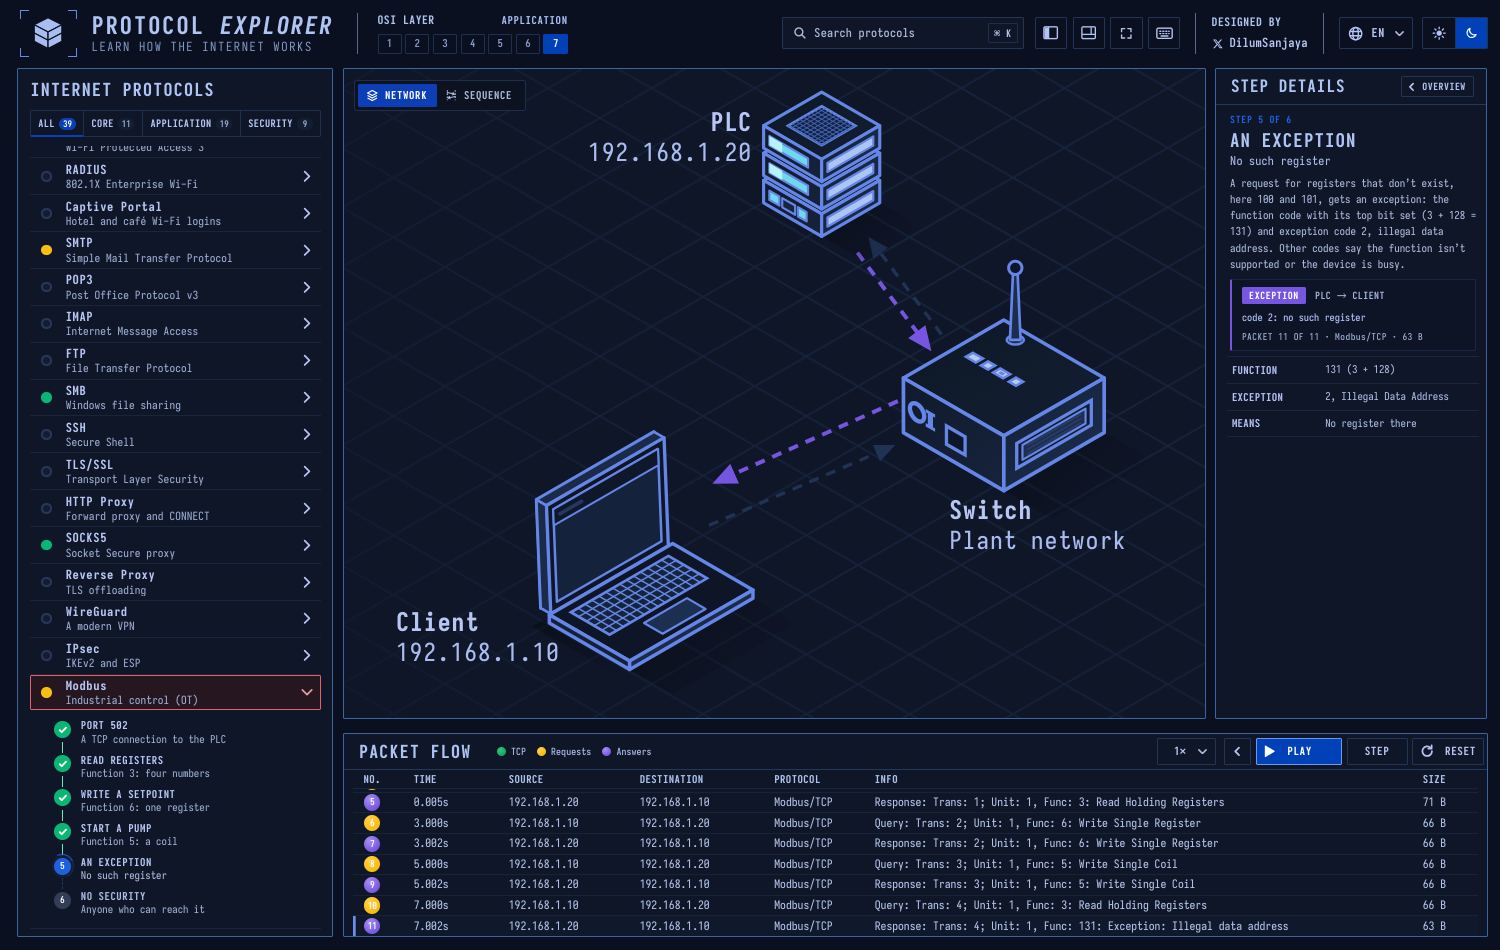 PROTOCOL EXPLORER
LEARN HOW THE INTERNET WORKS
OSI LAYER APPLICATION
1 2 3 4 5 6 7
Search protocols ⌘ K
DESIGNED BY
DilumSanjaya
EN
INTERNET PROTOCOLS
ALL 39 CORE 11 APPLICATION 19 SECURITY 9
Wi-Fi Protected Access 3
RADIUS
802.1X Enterprise Wi-Fi
Captive Portal
Hotel and café Wi-Fi logins
SMTP
Simple Mail Transfer Protocol
POP3
Post Office Protocol v3
IMAP
Internet Message Access
FTP
File Transfer Protocol
SMB
Windows file sharing
SSH
Secure Shell
TLS/SSL
Transport Layer Security
HTTP Proxy
Forward proxy and CONNECT
SOCKS5
Socket Secure proxy
Reverse Proxy
TLS offloading
WireGuard
A modern VPN
IPsec
IKEv2 and ESP
Modbus
Industrial control (OT)
PORT 502
A TCP connection to the PLC
READ REGISTERS
Function 3: four numbers
WRITE A SETPOINT
Function 6: one register
START A PUMP
Function 5: a coil
5 AN EXCEPTION
No such register
6 NO SECURITY
Anyone who can reach it
NETWORK SEQUENCE
PLC
192.168.1.20
Switch
Plant network
Client
192.168.1.10
STEP DETAILS
OVERVIEW
STEP 5 OF 6
AN EXCEPTION
No such register
A request for registers that don't exist,
here 100 and 101, gets an exception: the
function code with its top bit set (3 + 128 =
131) and exception code 2, illegal data
address. Other codes say the function isn't
supported or the device is busy.
EXCEPTION PLC → CLIENT
code 2: no such register
PACKET 11 OF 11 · Modbus/TCP · 63 B
FUNCTION 131 (3 + 128)
EXCEPTION 2, Illegal Data Address
MEANS No register there
PACKET FLOW TCP Requests Answers
1× PLAY STEP RESET
NO. TIME SOURCE DESTINATION PROTOCOL INFO SIZE
5 0.005s 192.168.1.20 192.168.1.10 Modbus/TCP Response: Trans: 1; Unit: 1, Func: 3: Read Holding Registers 71 B
6 3.000s 192.168.1.10 192.168.1.20 Modbus/TCP Query: Trans: 2; Unit: 1, Func: 6: Write Single Register 66 B
7 3.002s 192.168.1.20 192.168.1.10 Modbus/TCP Response: Trans: 2; Unit: 1, Func: 6: Write Single Register 66 B
8 5.000s 192.168.1.10 192.168.1.20 Modbus/TCP Query: Trans: 3; Unit: 1, Func: 5: Write Single Coil 66 B
9 5.002s 192.168.1.20 192.168.1.10 Modbus/TCP Response: Trans: 3; Unit: 1, Func: 5: Write Single Coil 66 B
10 7.000s 192.168.1.10 192.168.1.20 Modbus/TCP Query: Trans: 4; Unit: 1, Func: 3: Read Holding Registers 66 B
11 7.002s 192.168.1.20 192.168.1.10 Modbus/TCP Response: Trans: 4; Unit: 1, Func: 131: Exception: Illegal data address 63 B